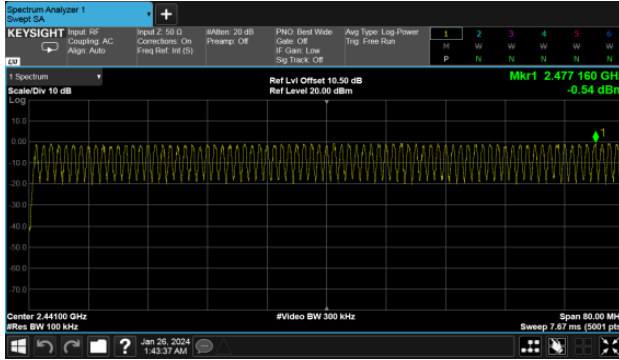 Spectrum Analyzer 1
Swept SA
+
KEYSIGHT
Input: RF
Coupling: AC
Align: Auto
Input Z: 50 Ω
Corrections: On
Freq Ref: Int (S)
#Atten: 20 dB
Preamp: Off
PNO: Best Wide
Gate: Off
IF Gain: Low
Sig Track: Off
Avg Type: Log-Power
Trig: Free Run
1 2 3 4 5 6
M W W W W W
P N N N N N
LXI
1 Spectrum
Scale/Div 10 dB
Ref Lvl Offset 10.50 dB
Ref Level 20.00 dBm
Mkr1 2.477 160 GH
-0.54 dBm
Log
10.0
0.00
-10.0
-20.0
-30.0
-40.0
-50.0
-60.0
-70.0
1
Center 2.44100 GHz
#Res BW 100 kHz
#Video BW 300 kHz
Span 80.00 MH
Sweep 7.67 ms (5001 pts
?
Jan 26, 2024
1:43:37 AM